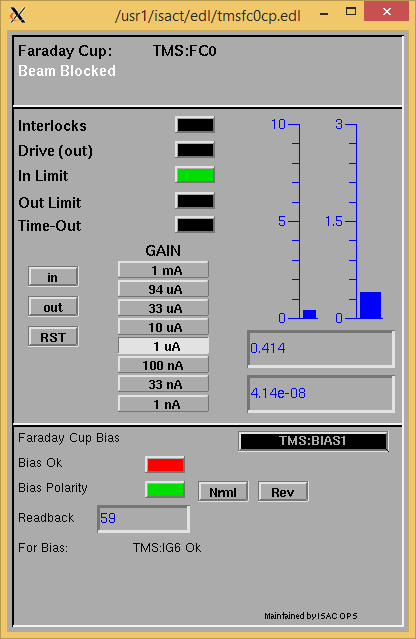 /usr1/isact/edl/tmsfc0cp.edl
Faraday Cup: TMS:FC0
Beam Blocked
Interlocks
Drive (out)
In Limit
Out Limit
Time-Out
10
5
0
3
1.5
0
GAIN
1 mA
94 uA
33 uA
10 uA
1 uA
100 nA
33 nA
1 nA
in
out
RST
0.414
4.14e-08
Faraday Cup Bias TMS:BIAS1
Bias Ok
Bias Polarity Nrml Rev
Readback 59
For Bias: TMS:IG6 Ok
Maintained by ISAC OPS